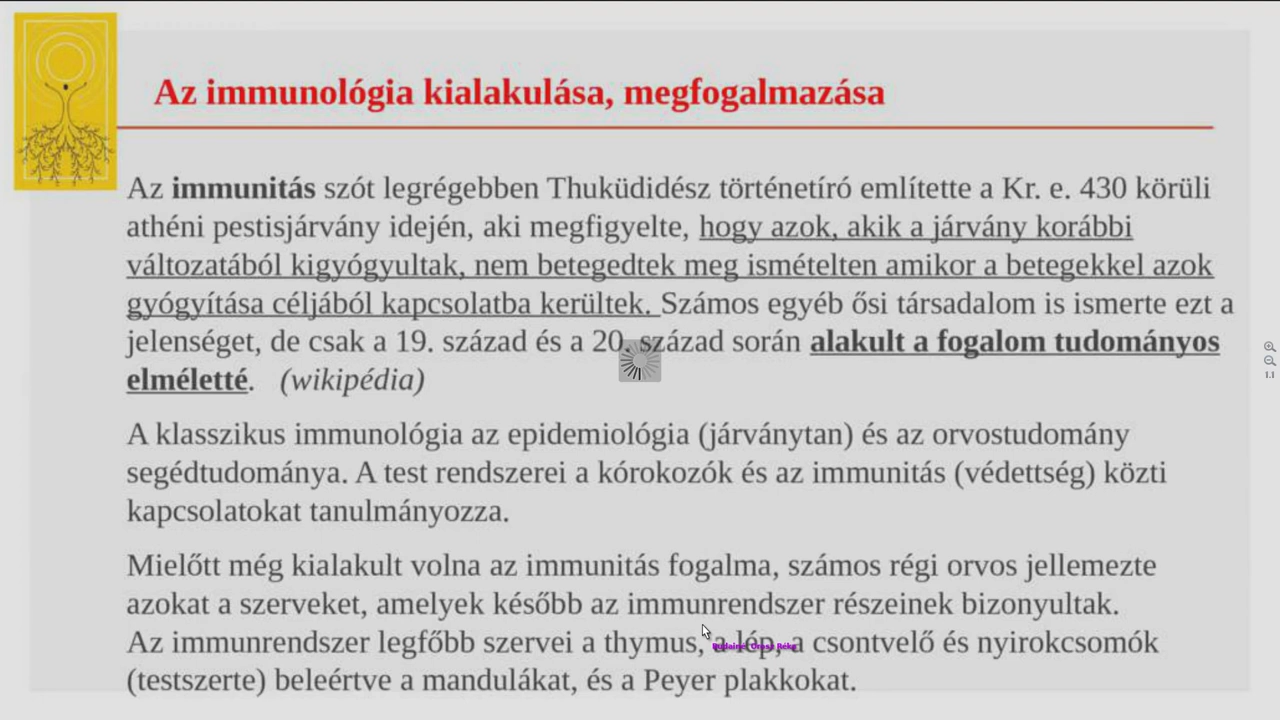 Az immunológia kialakulása, megfogalmazása
Az immunitás szót legrégebben Thuküdidész történetíró említette a Kr. e. 430 körüli
athéni pestisjárvány idején, aki megfigyelte, hogy azok, akik a járvány korábbi
változatából kigyógyultak, nem betegedtek meg ismételten amikor a betegekkel azok
gyógyítása céljából kapcsolatba kerültek. Számos egyéb ősi társadalom is ismerte ezt a
jelenséget, de csak a 19. század és a 20. század során alakult a fogalom tudományos
elméletté. (wikipédia)
A klasszikus immunológia az epidemiológia (járványtan) és az orvostudomány
segédtudománya. A test rendszerei a kórokozók és az immunitás (védettség) közti
kapcsolatokat tanulmányozza.
Mielőtt még kialakult volna az immunitás fogalma, számos régi orvos jellemezte
azokat a szerveket, amelyek később az immunrendszer részeinek bizonyultak.
Az immunrendszer legfőbb szervei a thymus, a lép, a csontvelő és nyirokcsomók
(testszerte) beleértve a mandulákat, és a Peyer plakkokat.
Orosz Réka
1:1